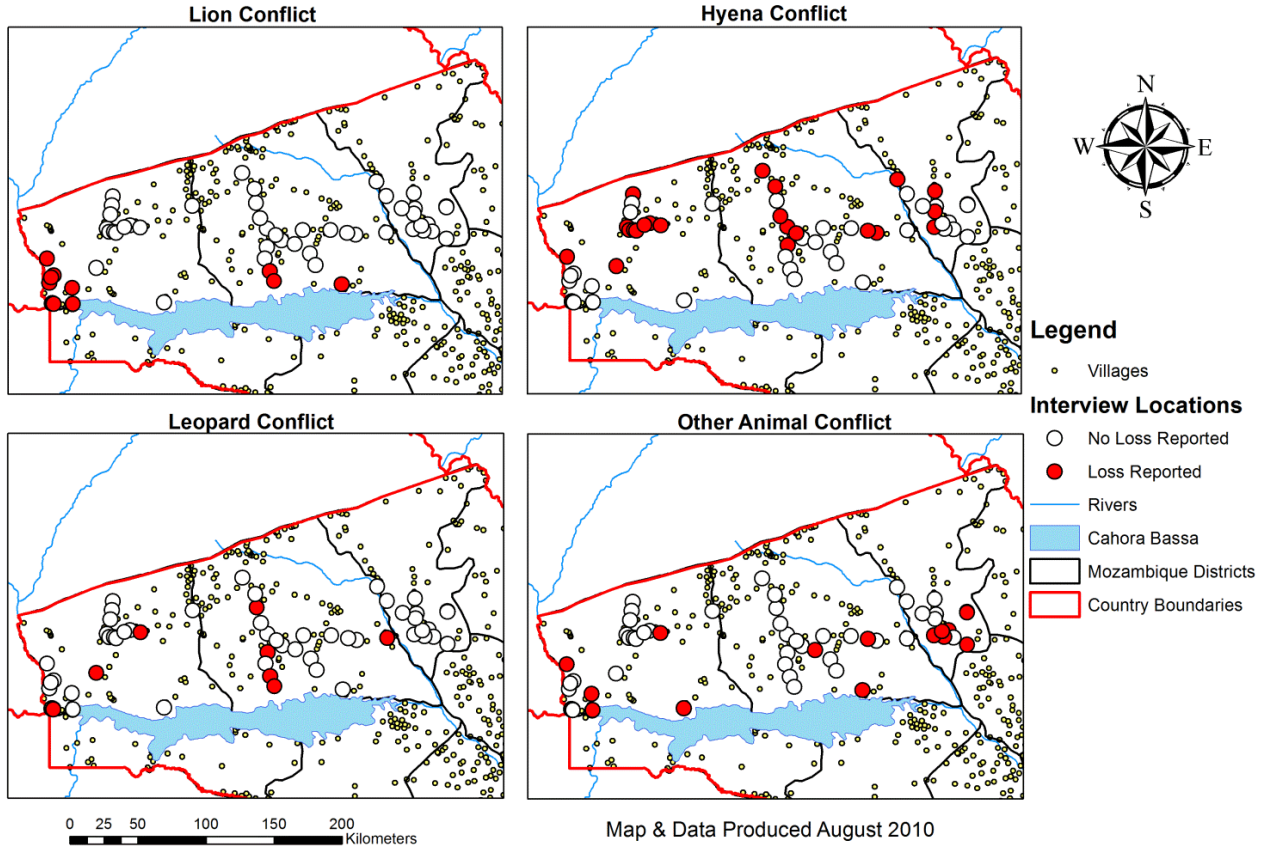 Lion Conflict
Hyena Conflict
N
W
E
S
Legend
Villages
Interview Locations
No Loss Reported
Loss Reported
Rivers
Cahora Bassa
Mozambique Districts
Country Boundaries
Leopard Conflict
Other Animal Conflict
0 25 50 100 150 200
Kilometers
Map & Data Produced August 2010